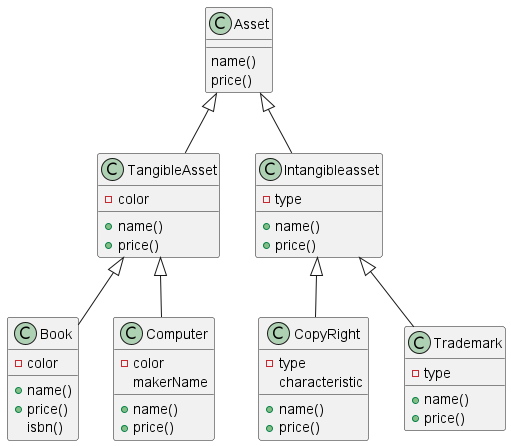 C Asset
name()
price()
C TangibleAsset
color
name()
price()
C Intangibleasset
type
name()
price()
C Book
color
name()
price()
isbn()
C Computer
color
makerName
name()
price()
C CopyRight
type
characteristic
name()
price()
C Trademark
type
name()
price()